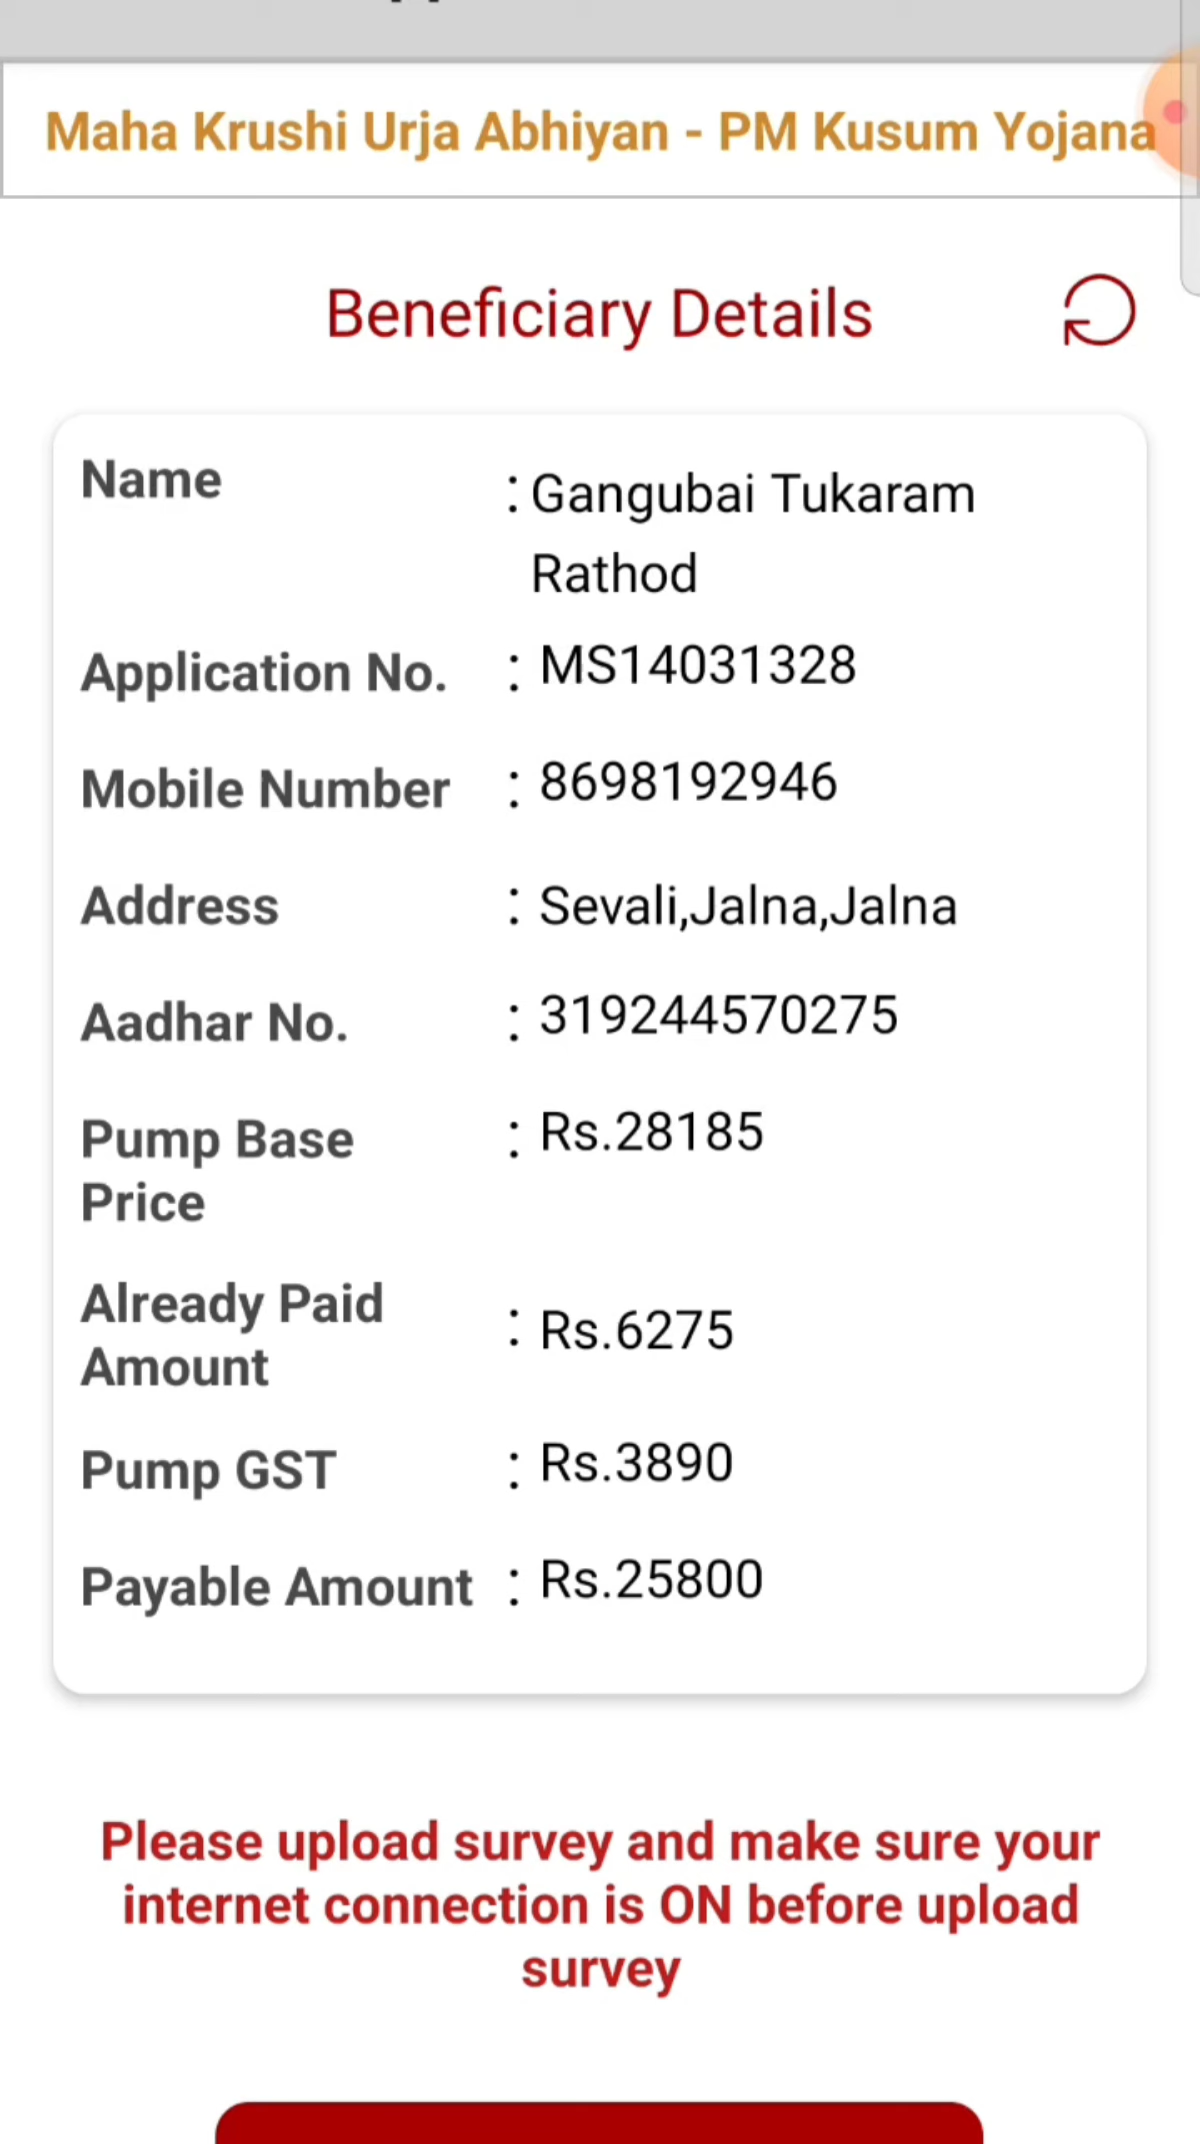 Maha Krushi Urja Abhiyan - PM Kusum Yojana
Beneficiary Details
Name : Gangubai Tukaram
Rathod
Application No. : MS14031328
Mobile Number : 8698192946
Address : Sevali,Jalna,Jalna
Aadhar No. : 319244570275
Pump Base : Rs.28185
Price
Already Paid : Rs.6275
Amount
Pump GST : Rs.3890
Payable Amount : Rs.25800
Please upload survey and make sure your
internet connection is ON before upload
survey